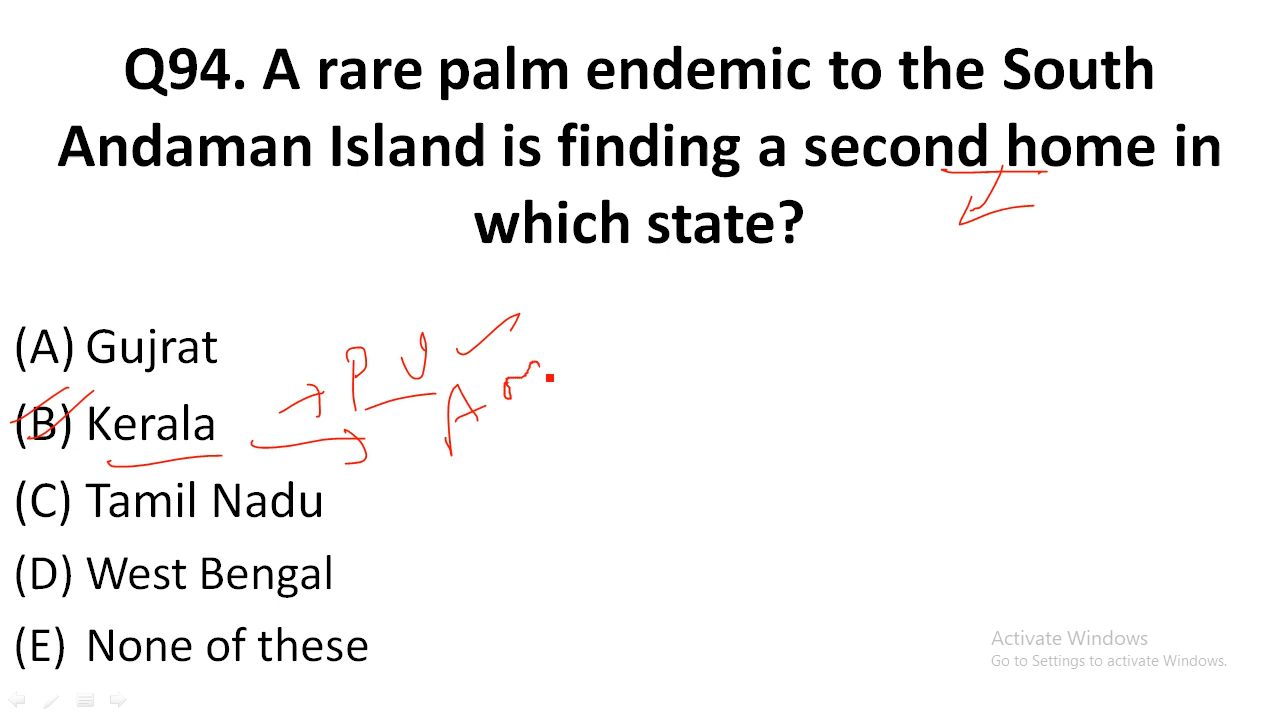 Q94. A rare palm endemic to the South
Andaman Island is finding a second home in
which state?
(A) Gujrat
(B) Kerala
P V
A m
(C) Tamil Nadu
(D) West Bengal
(E) None of these
Activate Windows
Go to Settings to activate Windows.